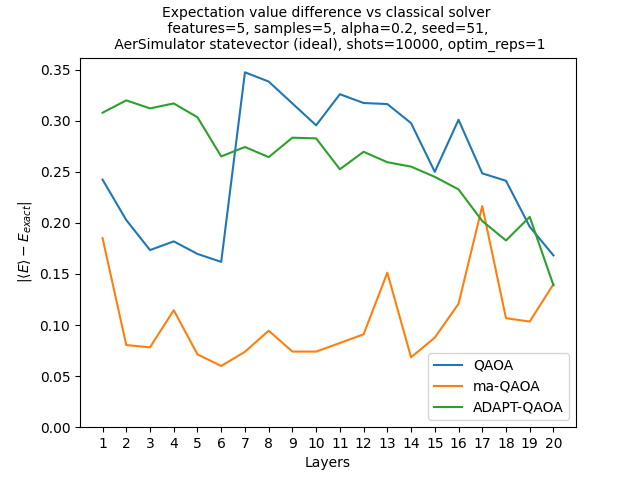 Expectation value difference vs classical solver
features=5, samples=5, alpha=0.2, seed=51,
AerSimulator statevector (ideal), shots=10000, optim_reps=1
0.35
0.30
0.25
0.20
0.15
0.10
0.05
0.00
|⟨E⟩ − E_exact|
QAOA
ma-QAOA
ADAPT-QAOA
1 2 3 4 5 6 7 8 9 10 11 12 13 14 15 16 17 18 19 20
Layers